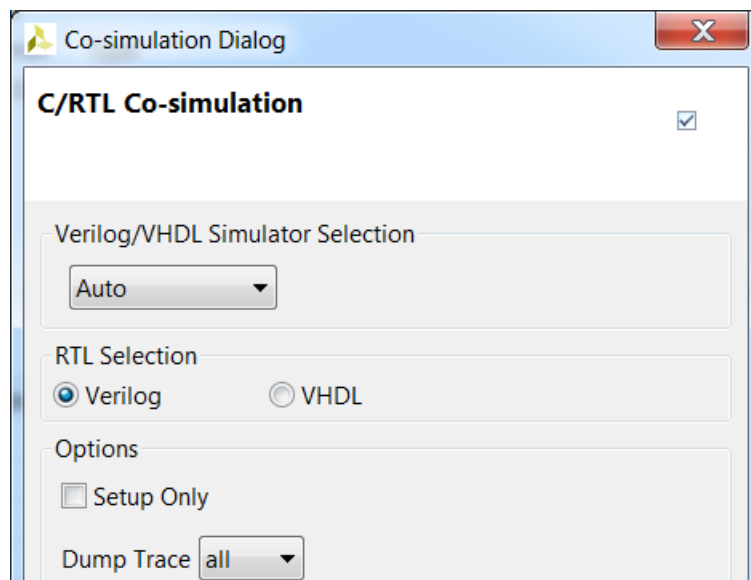 Co-simulation Dialog
C/RTL Co-simulation
Verilog/VHDL Simulator Selection
Auto
RTL Selection
Verilog VHDL
Options
Setup Only
Dump Trace all